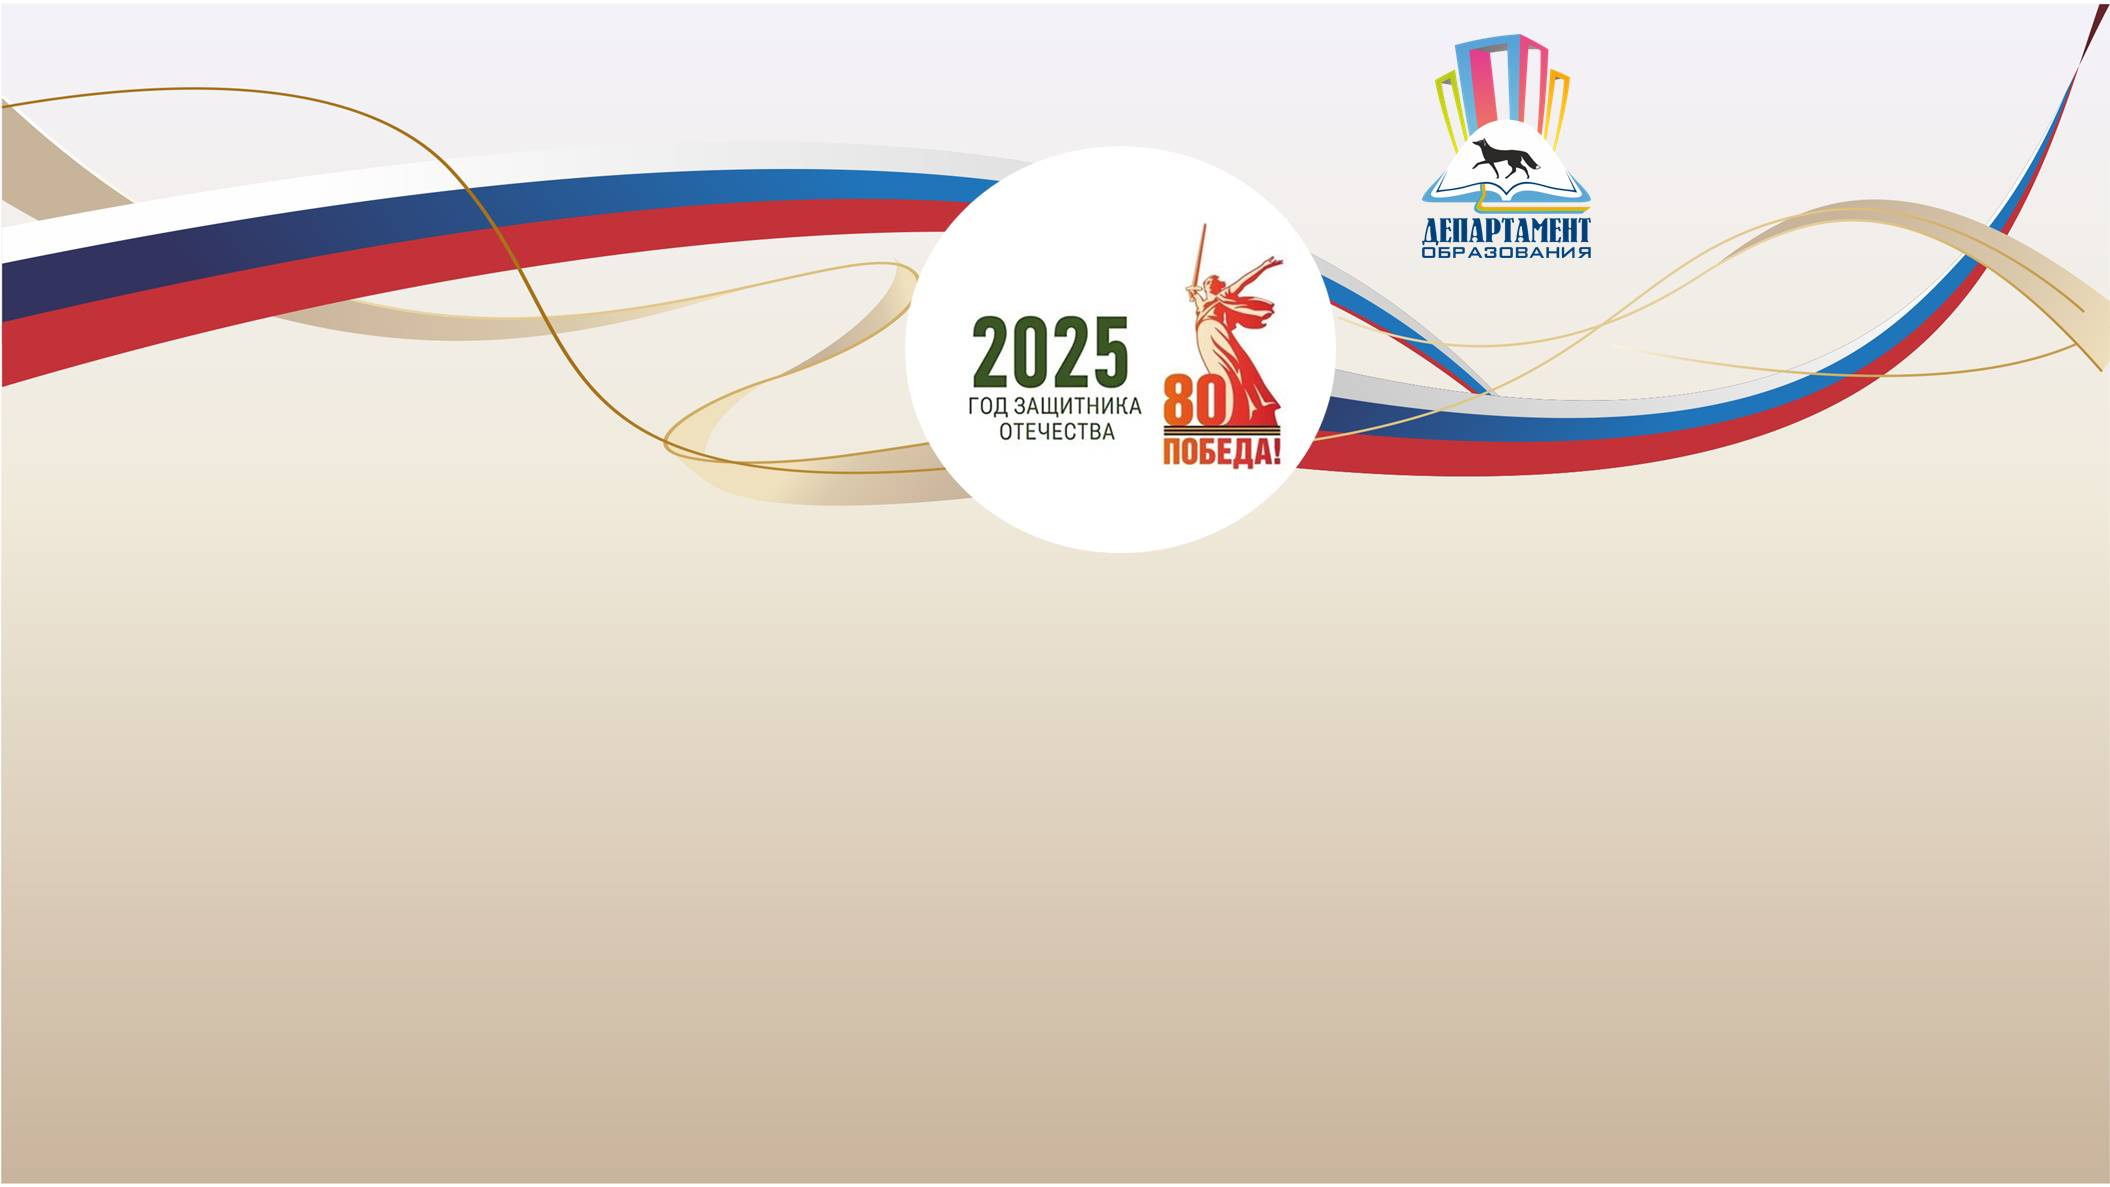 2025
ГОД ЗАЩИТНИКА
ОТЕЧЕСТВА
80
ПОБЕДА!
ДЕПАРТАМЕНТ
ОБРАЗОВАНИЯ